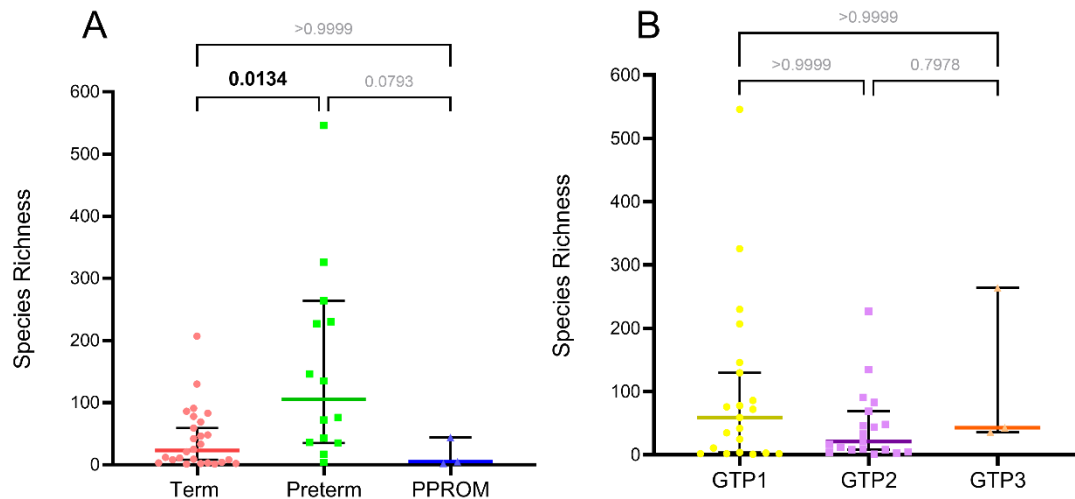 A
>0.9999
0.0134
0.0793
600
500
400
300
200
100
0
Species Richness
Term
Preterm
PPROM
B
>0.9999
>0.9999
0.7978
600
500
400
300
200
100
0
Species Richness
GTP1
GTP2
GTP3